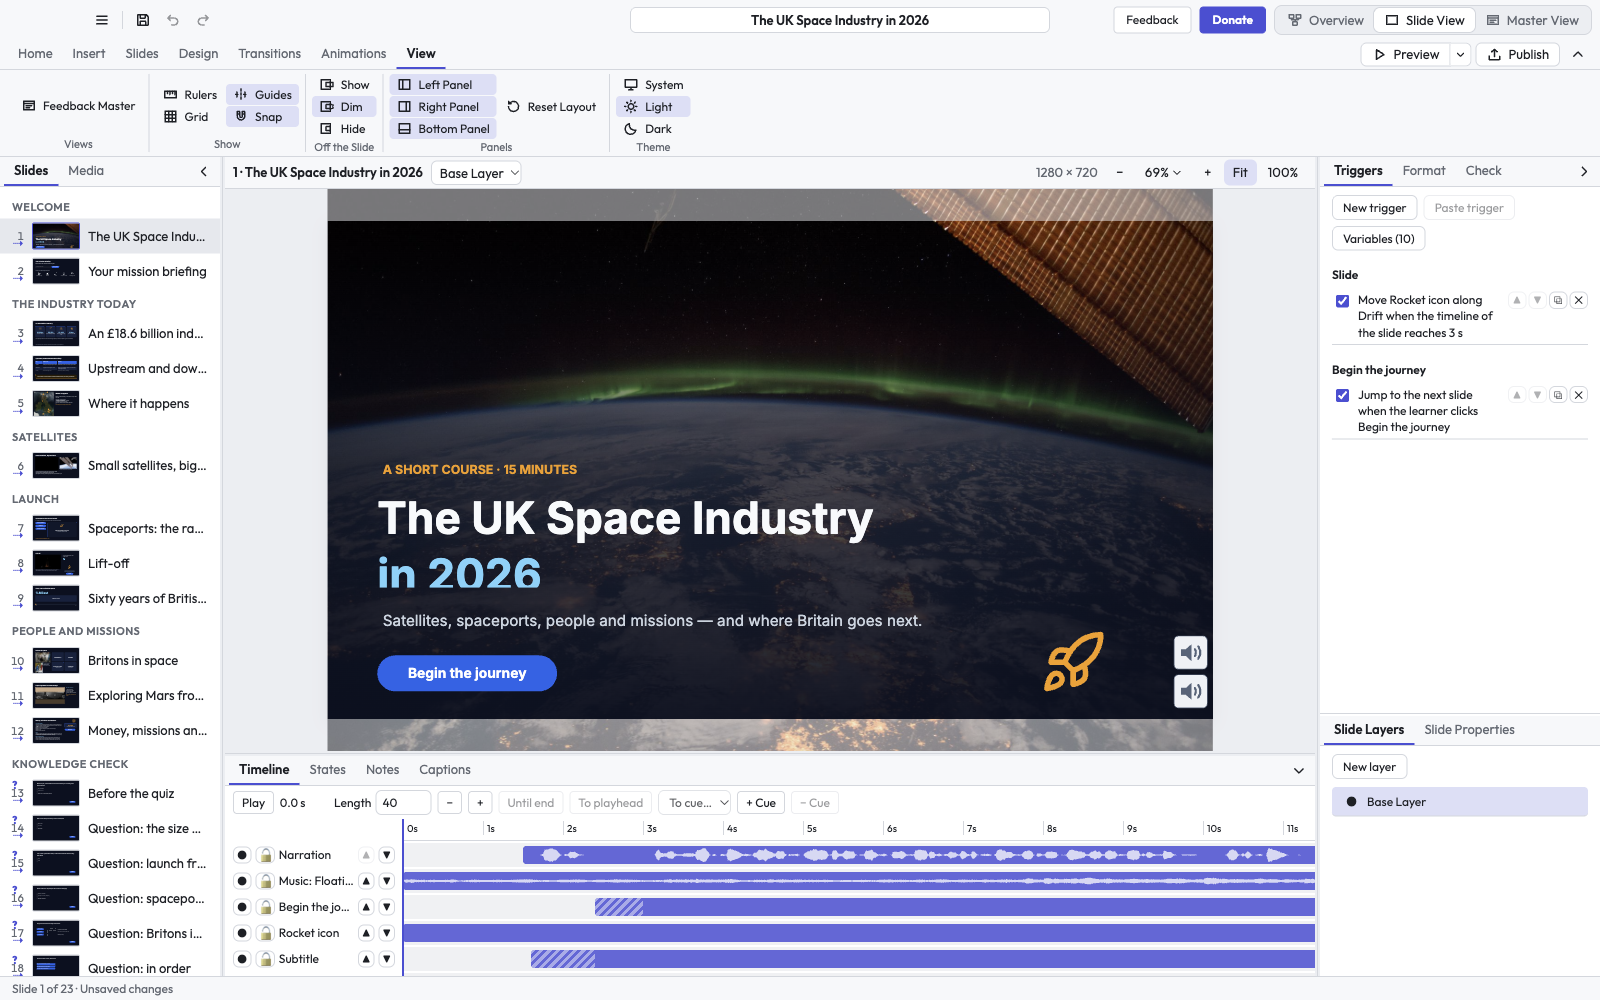 The UK Space Industry in 2026
Feedback
Donate
Overview
Slide View
Master View
Home
Insert
Slides
Design
Transitions
Animations
View
Preview
Publish
Feedback Master
Views
Rulers
Guides
Grid
Snap
Show
Show
Dim
Hide
Off the Slide
Left Panel
Right Panel
Bottom Panel
Reset Layout
Panels
System
Light
Dark
Theme
Slides
Media
WELCOME
1
The UK Space Indu...
2
Your mission briefing
THE INDUSTRY TODAY
3
An £18.6 billion ind...
4
Upstream and dow...
5
Where it happens
SATELLITES
6
Small satellites, big...
LAUNCH
7
Spaceports: the ra...
8
Lift-off
9
Sixty years of Britis...
PEOPLE AND MISSIONS
10
Britons in space
11
Exploring Mars fro...
12
Money, missions an...
KNOWLEDGE CHECK
?
13
Before the quiz
?
14
Question: the size ...
?
15
Question: launch fr...
?
16
Question: spacepo...
?
17
Question: Britons i...
?
18
Question: in order
1 · The UK Space Industry in 2026
Base Layer
1280 × 720
−
69%
+
Fit
100%
A SHORT COURSE · 15 MINUTES
The UK Space Industry
in 2026
Satellites, spaceports, people and missions — and where Britain goes next.
Begin the journey
Timeline
States
Notes
Captions
Play
0.0 s
Length
40
−
+
Until end
To playhead
To cue...
+ Cue
− Cue
0s
1s
2s
3s
4s
5s
6s
7s
8s
9s
10s
11s
Narration
Music: Floati...
Begin the jo...
Rocket icon
Subtitle
Triggers
Format
Check
New trigger
Paste trigger
Variables (10)
Slide
Move Rocket icon along
Drift when the timeline of
the slide reaches 3 s
Begin the journey
Jump to the next slide
when the learner clicks
Begin the journey
Slide Layers
Slide Properties
New layer
Base Layer
Slide 1 of 23 · Unsaved changes